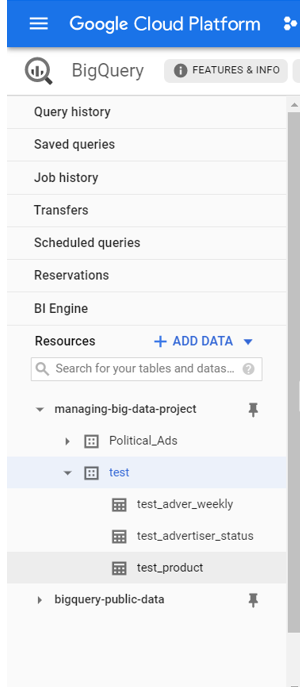 Google Cloud Platform
BigQuery
FEATURES & INFO
Query history
Saved queries
Job history
Transfers
Scheduled queries
Reservations
BI Engine
Resources + ADD DATA
Search for your tables and datas...
managing-big-data-project
Political_Ads
test
test_adver_weekly
test_advertiser_status
test_product
bigquery-public-data